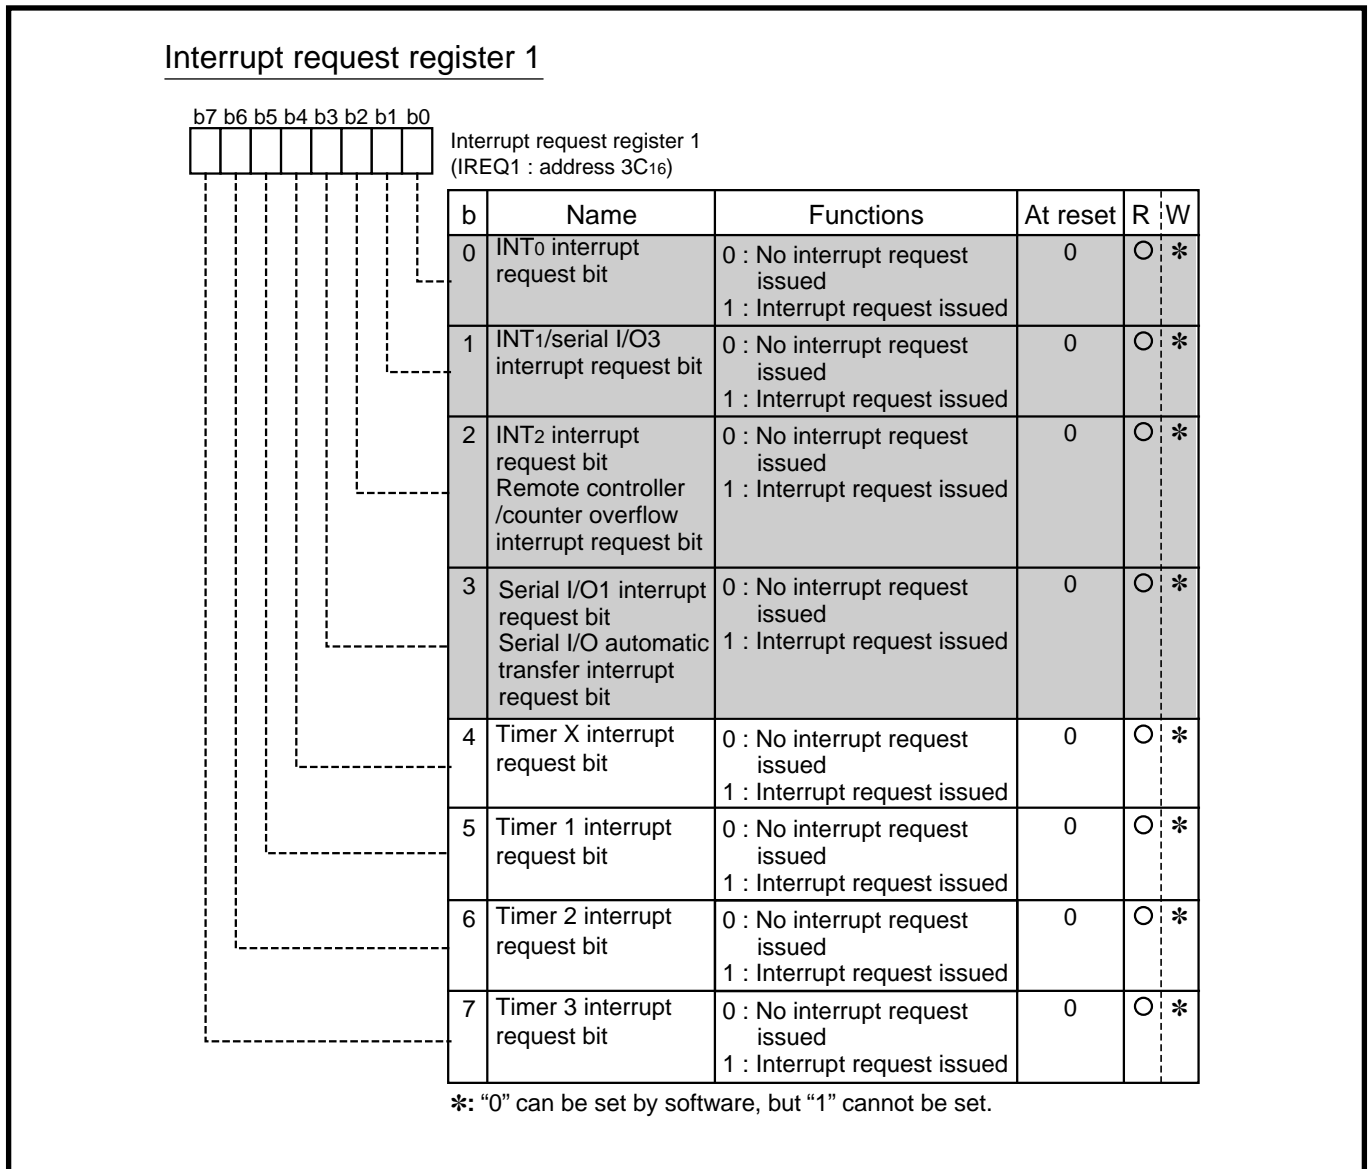 Interrupt request register 1
b7 b6 b5 b4 b3 b2 b1 b0
Interrupt request register 1
(IREQ1 : address 3C16)
b Name Functions At reset R W
0 INT0 interrupt request bit 0 : No interrupt request issued 1 : Interrupt request issued 0 O ✻
1 INT1/serial I/O3 interrupt request bit 0 : No interrupt request issued 1 : Interrupt request issued 0 O ✻
2 INT2 interrupt request bit Remote controller /counter overflow interrupt request bit 0 : No interrupt request issued 1 : Interrupt request issued 0 O ✻
3 Serial I/O1 interrupt request bit Serial I/O automatic transfer interrupt request bit 0 : No interrupt request issued 1 : Interrupt request issued 0 O ✻
4 Timer X interrupt request bit 0 : No interrupt request issued 1 : Interrupt request issued 0 O ✻
5 Timer 1 interrupt request bit 0 : No interrupt request issued 1 : Interrupt request issued 0 O ✻
6 Timer 2 interrupt request bit 0 : No interrupt request issued 1 : Interrupt request issued 0 O ✻
7 Timer 3 interrupt request bit 0 : No interrupt request issued 1 : Interrupt request issued 0 O ✻
✻: “0” can be set by software, but “1” cannot be set.